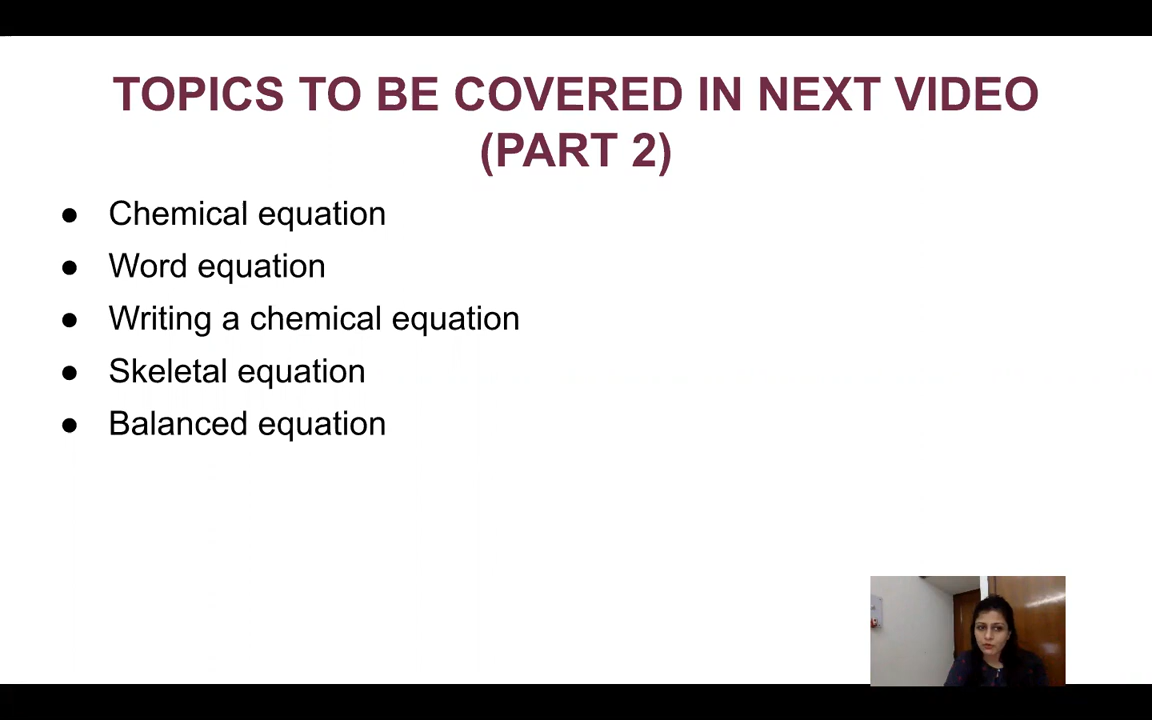 TOPICS TO BE COVERED IN NEXT VIDEO
(PART 2)
● Chemical equation
● Word equation
● Writing a chemical equation
● Skeletal equation
● Balanced equation